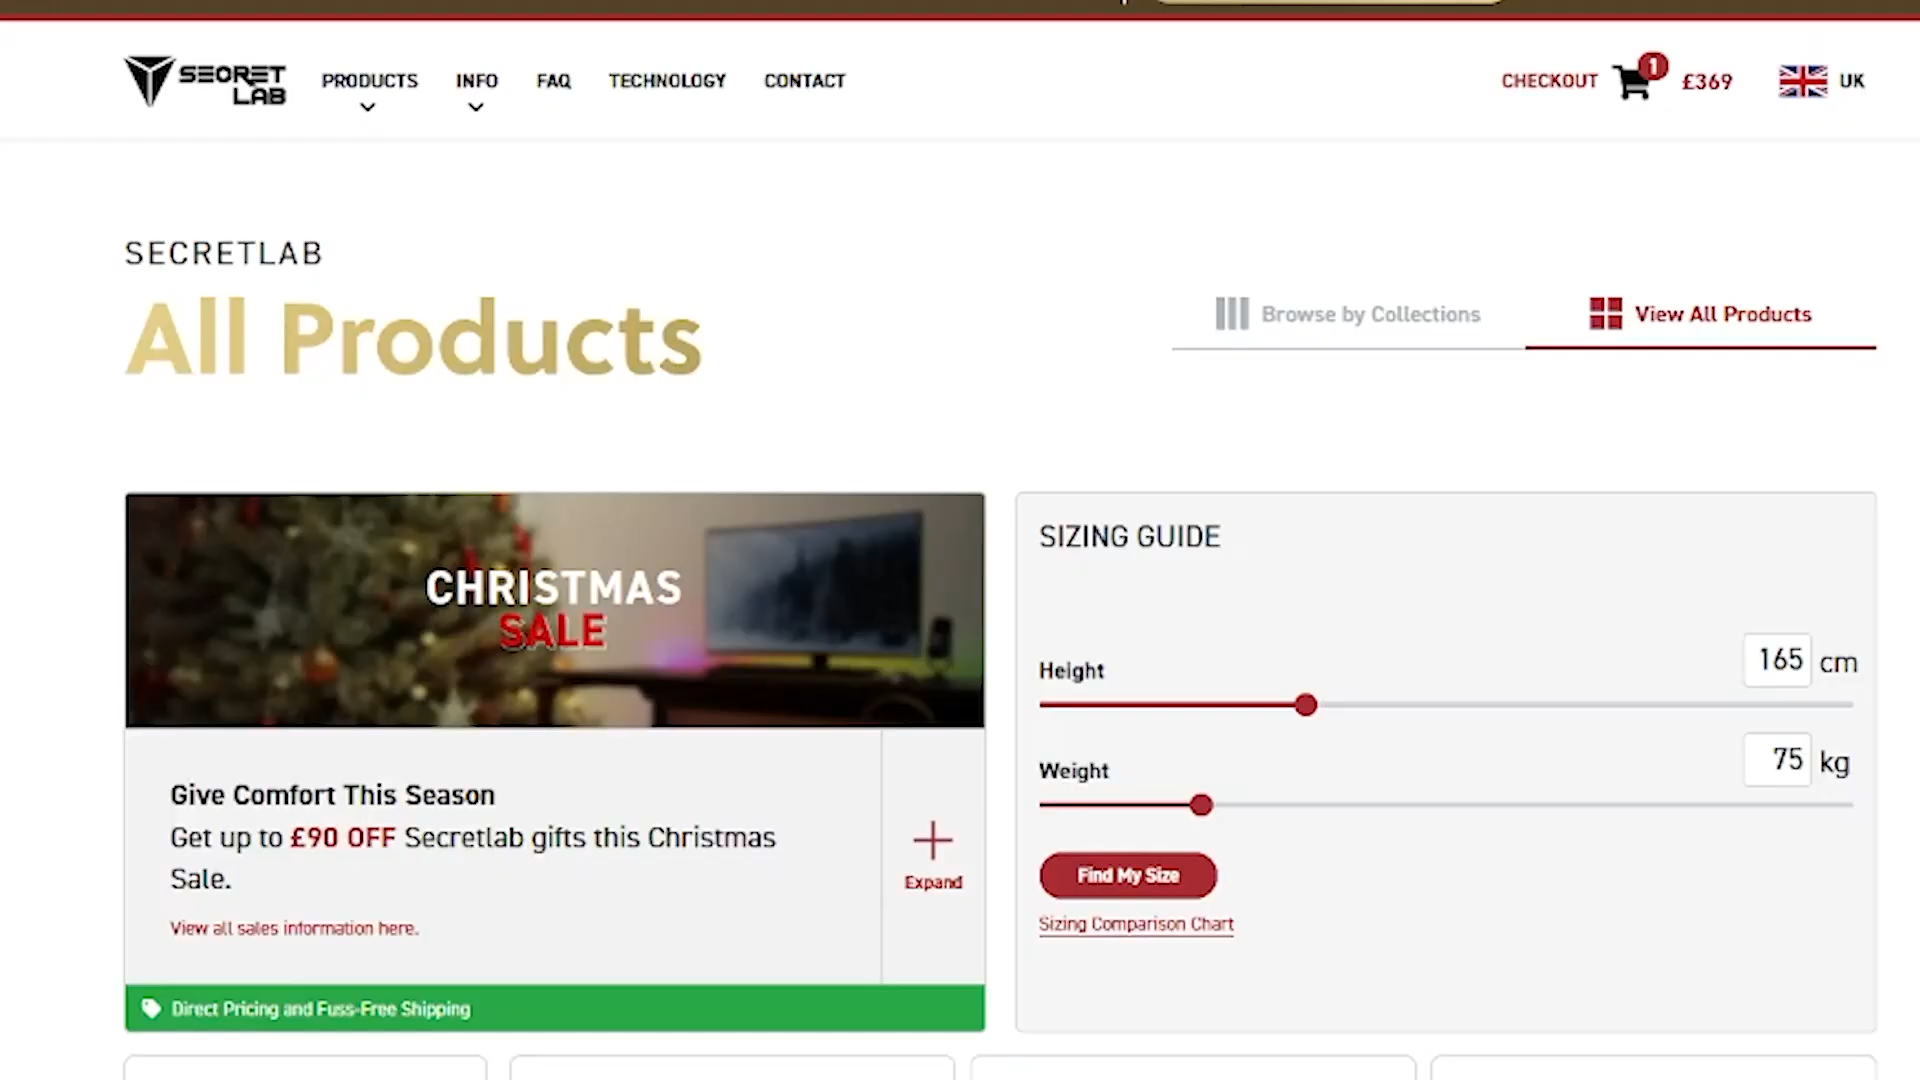 SECRET
LAB
PRODUCTS
INFO
FAQ
TECHNOLOGY
CONTACT
CHECKOUT
1
£369
UK
SECRETLAB
All Products
Browse by Collections
View All Products
CHRISTMAS
SALE
Give Comfort This Season
Get up to £90 OFF Secretlab gifts this Christmas
Sale.
View all sales information here.
Expand
Direct Pricing and Fuss-Free Shipping
SIZING GUIDE
Height
165 cm
Weight
75 kg
Find My Size
Sizing Comparison Chart